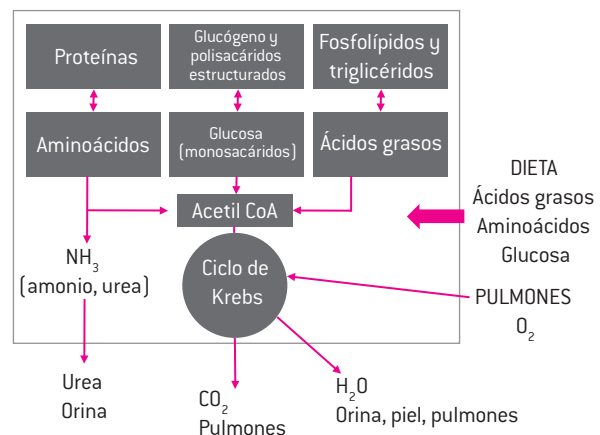 Proteínas
Glucógeno y
polisacáridos
estructurados
Fosfolípidos y
triglicéridos
Aminoácidos
Glucosa
(monosacáridos)
Ácidos grasos
Acetil CoA
DIETA
Ácidos grasos
Aminoácidos
Glucosa
NH₃
(amonio, urea)
Ciclo de
Krebs
PULMONES
O₂
Urea
Orina
CO₂
Pulmones
H₂O
Orina, piel, pulmones